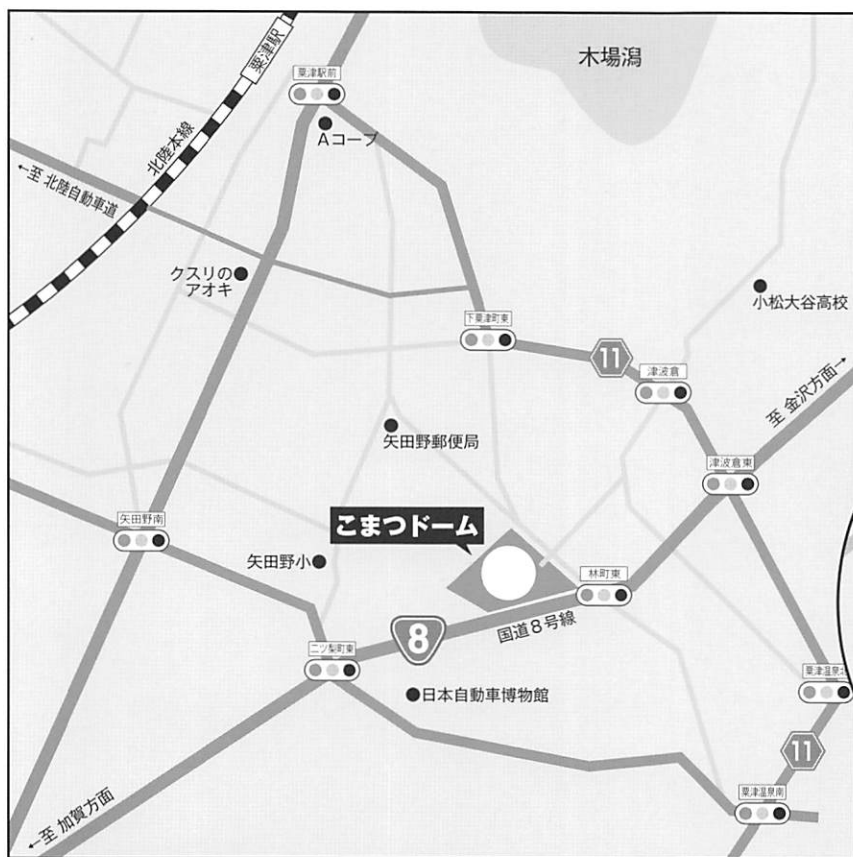 木場潟
粟津駅
粟津駅前
Aコープ
北陸本線
←至 北陸自動車道
クスリの
アオキ
小松大谷高校
下粟津町東
11
津波倉
至 金沢方面→
矢田野郵便局
津波倉東
矢田野南
こまつドーム
矢田野小
林町東
8
国道8号線
二ツ梨町東
日本自動車博物館
粟津温泉北
11
粟津温泉南
←至 加賀方面